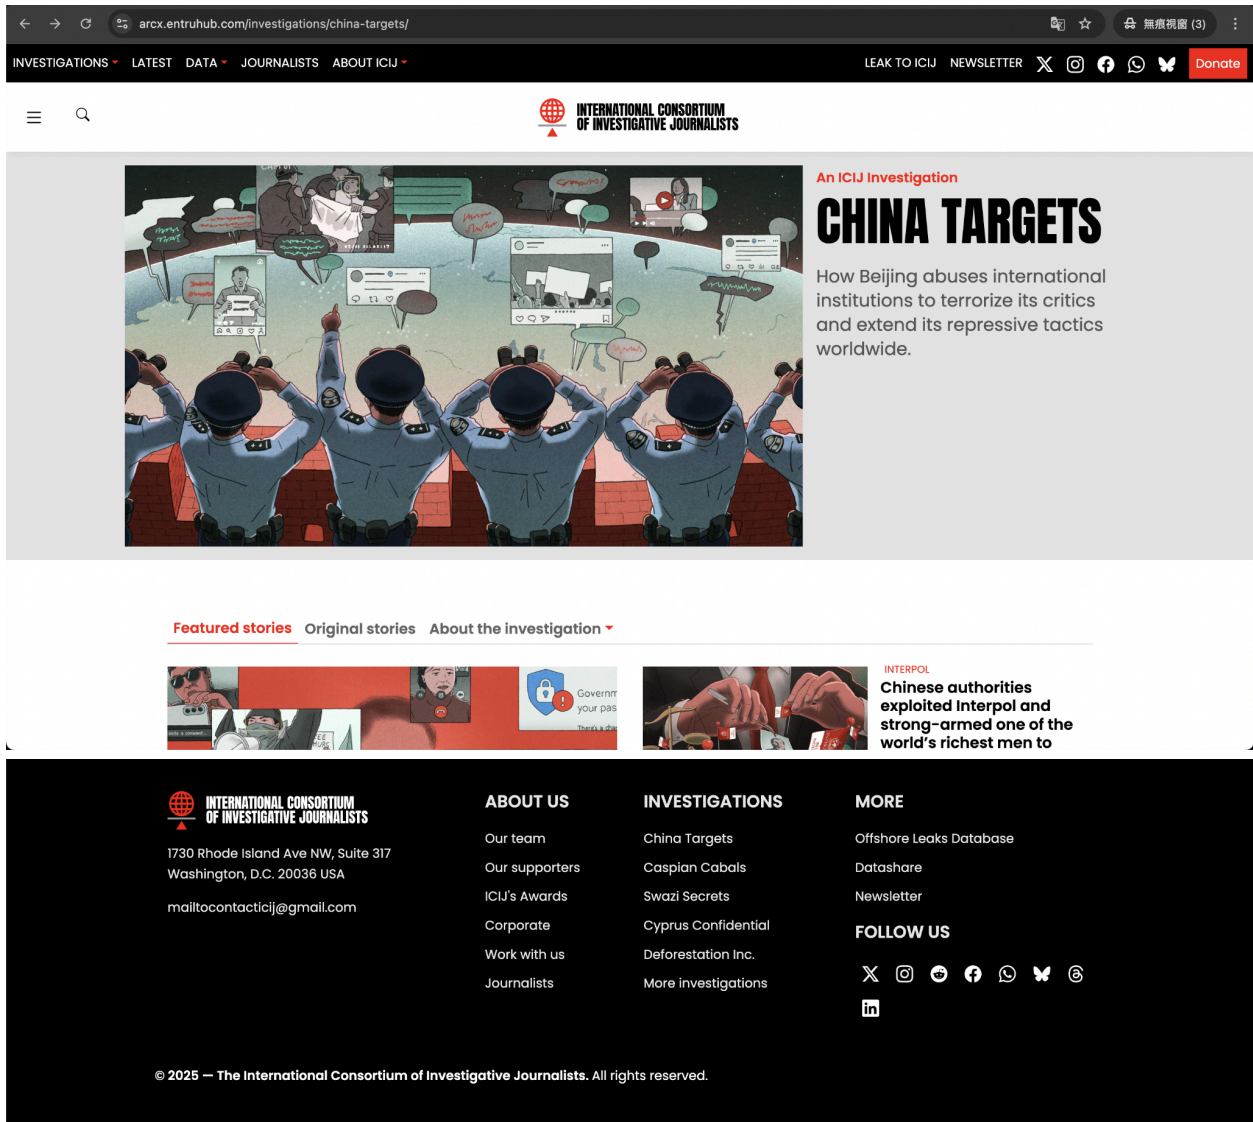 arcx.entruhub.com/investigations/china-targets/
無痕視窗 (3)
INVESTIGATIONS LATEST DATA JOURNALISTS ABOUT ICIJ
LEAK TO ICIJ NEWSLETTER Donate
INTERNATIONAL CONSORTIUM
OF INVESTIGATIVE JOURNALISTS
An ICIJ Investigation
CHINA TARGETS
How Beijing abuses international
institutions to terrorize its critics
and extend its repressive tactics
worldwide.
Featured stories Original stories About the investigation
Governm
your pas
INTERPOL
Chinese authorities
exploited Interpol and
strong-armed one of the
world's richest men to
INTERNATIONAL CONSORTIUM
OF INVESTIGATIVE JOURNALISTS
1730 Rhode Island Ave NW, Suite 317
Washington, D.C. 20036 USA
mailtocontacticij@gmail.com
ABOUT US
Our team
Our supporters
ICIJ's Awards
Corporate
Work with us
Journalists
INVESTIGATIONS
China Targets
Caspian Cabals
Swazi Secrets
Cyprus Confidential
Deforestation Inc.
More investigations
MORE
Offshore Leaks Database
Datashare
Newsletter
FOLLOW US
© 2025 — The International Consortium of Investigative Journalists. All rights reserved.